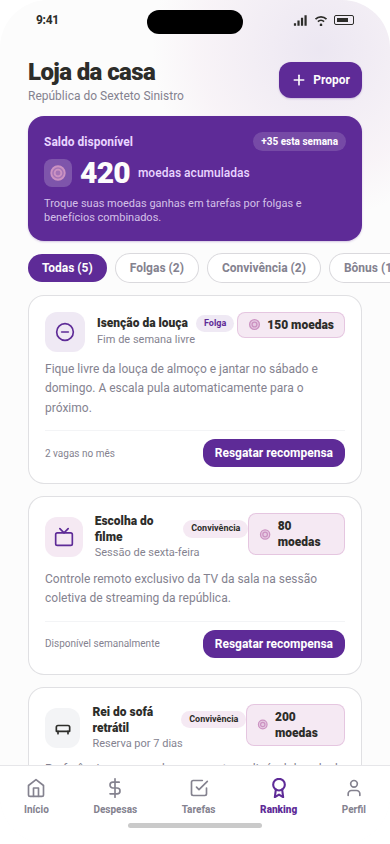 9:41
Loja da casa
República do Sexteto Sinistro
Propor
Saldo disponível
+35 esta semana
420 moedas acumuladas
Troque suas moedas ganhas em tarefas por folgas e
benefícios combinados.
Todas (5)
Folgas (2)
Convivência (2)
Bônus (1
Isenção da louça
Folga
150 moedas
Fim de semana livre
Fique livre da louça de almoço e jantar no sábado e
domingo. A escala pula automaticamente para o
próximo.
2 vagas no mês
Resgatar recompensa
Escolha do
filme
Convivência
80
moedas
Sessão de sexta-feira
Controle remoto exclusivo da TV da sala na sessão
coletiva de streaming da república.
Disponível semanalmente
Resgatar recompensa
Rei do sofá
retrátil
Convivência
200
moedas
Reserva por 7 dias
Início
Despesas
Tarefas
Ranking
Perfil